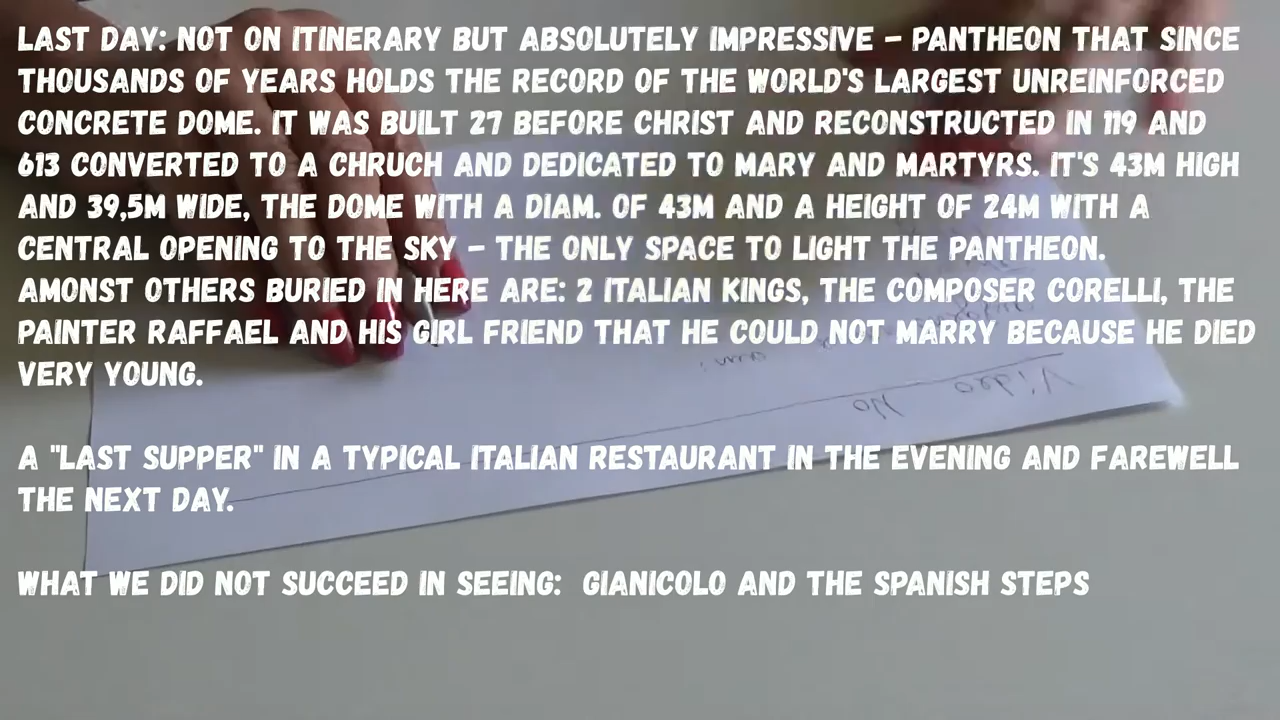 LAST DAY: NOT ON ITINERARY BUT ABSOLUTELY IMPRESSIVE – PANTHEON THAT SINCE
THOUSANDS OF YEARS HOLDS THE RECORD OF THE WORLD'S LARGEST UNREINFORCED
CONCRETE DOME. IT WAS BUILT 27 BEFORE CHRIST AND RECONSTRUCTED IN 119 AND
613 CONVERTED TO A CHRUCH AND DEDICATED TO MARY AND MARTYRS. IT'S 43M HIGH
AND 39,5M WIDE, THE DOME WITH A DIAM. OF 43M AND A HEIGHT OF 24M WITH A
CENTRAL OPENING TO THE SKY – THE ONLY SPACE TO LIGHT THE PANTHEON.
AMONST OTHERS BURIED IN HERE ARE: 2 ITALIAN KINGS, THE COMPOSER CORELLI, THE
PAINTER RAFFAEL AND HIS GIRL FRIEND THAT HE COULD NOT MARRY BECAUSE HE DIED
VERY YOUNG.
A "LAST SUPPER" IN A TYPICAL ITALIAN RESTAURANT IN THE EVENING AND FAREWELL
THE NEXT DAY.
WHAT WE DID NOT SUCCEED IN SEEING: GIANICOLO AND THE SPANISH STEPS
Video No